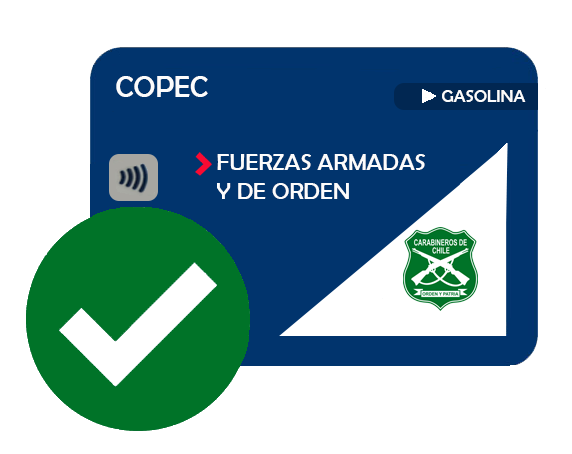 COPEC
GASOLINA
FUERZAS ARMADAS
Y DE ORDEN
CARABINEROS DE
CHILE
ORDEN Y PATRIA